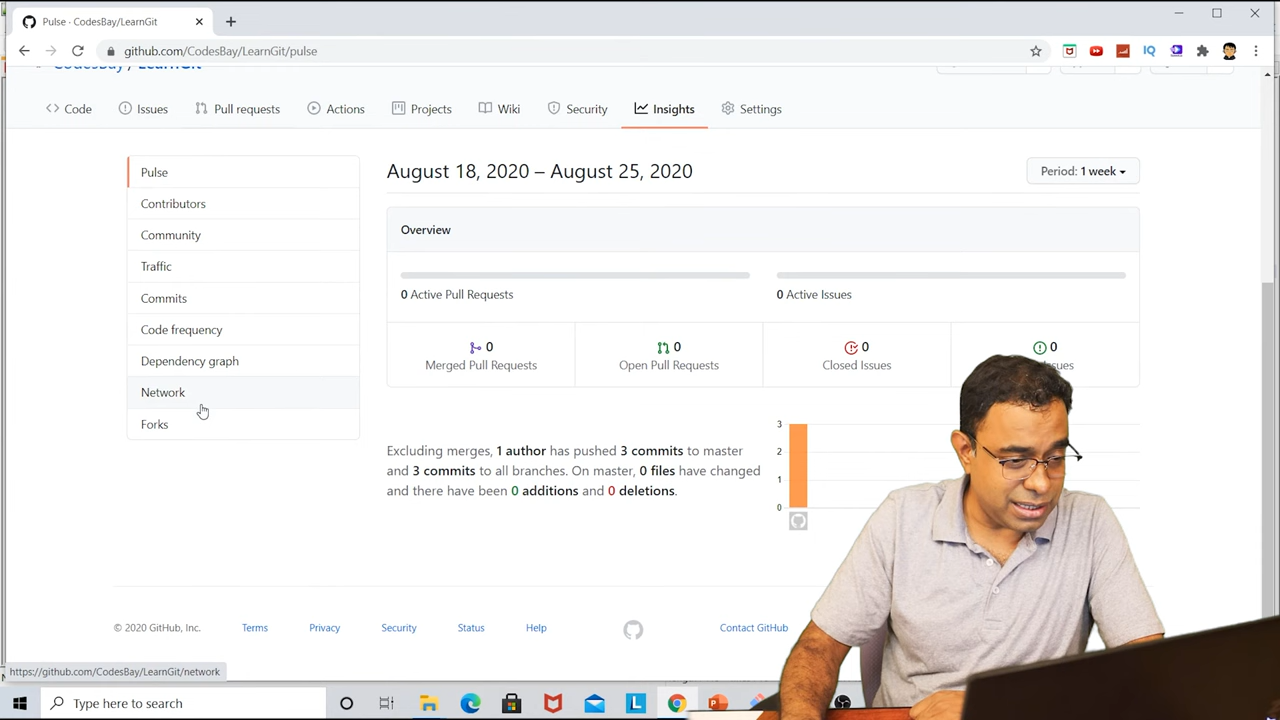 Pulse · CodesBay/LearnGit
github.com/CodesBay/LearnGit/pulse
CodesBay / LearnGit
Code
Issues
Pull requests
Actions
Projects
Wiki
Security
Insights
Settings
Pulse
Contributors
Community
Traffic
Commits
Code frequency
Dependency graph
Network
Forks
August 18, 2020 – August 25, 2020
Period: 1 week
Overview
0 Active Pull Requests
0 Active Issues
0
Merged Pull Requests
0
Open Pull Requests
0
Closed Issues
0
Issues
Excluding merges, 1 author has pushed 3 commits to master
and 3 commits to all branches. On master, 0 files have changed
and there have been 0 additions and 0 deletions.
3
2
1
0
© 2020 GitHub, Inc.
Terms
Privacy
Security
Status
Help
Contact GitHub
https://github.com/CodesBay/LearnGit/network
Type here to search